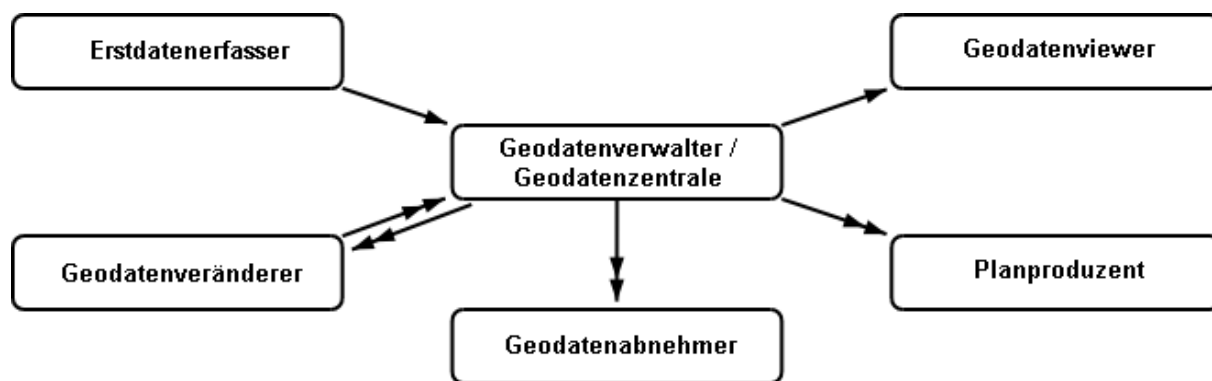 Erstdatenerfasser
Geodatenviewer
Geodatenverwalter /
Geodatenzentrale
Geodatenveränderer
Planproduzent
Geodatenabnehmer